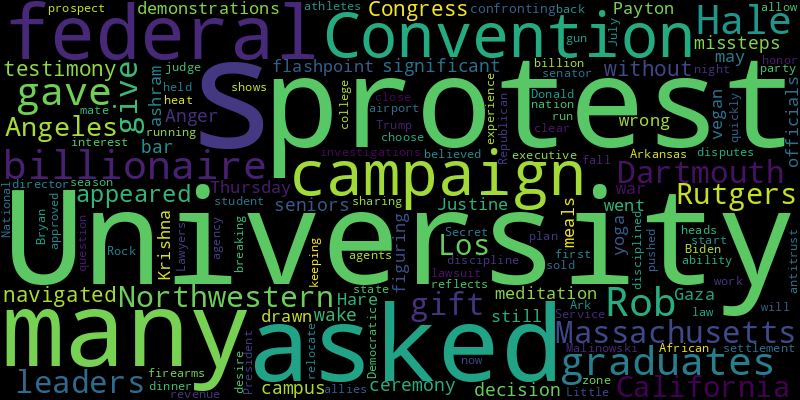 prospect demonstrations athletes Congress confronting back Payton allow
federal Convention gun July Hale honor
testimony gave give ashram flashpoint significant without missteps may party
judge held heat mate shows s protest billion senator Donald nation run
Angeles interest running bar Anger college close airport Trump choose experience Republican clear wrong vegan quickly night officials
billionaire investigations believed executive fall Arkansas disputes
National director season appeared Thursday campaign Dartmouth
Bryan approved question Krishna student seniors sharing Justine war Rutgers
University Lawyers agency breaking keeping agents Los figuring Secret discipline lawsuit reflects plan first sold meals went yoga disciplined pushed heads start Biden ability antitrust
Rock desire state meditation Gaza work
navigated Northwestern Hare gift still Ark Service Rob law will
many drawn wake relocate Democratic asked now Massachusetts
President Malinowski African settlement
leaders firearms dinner revenue campus allies ceremony decision zone Little graduates California